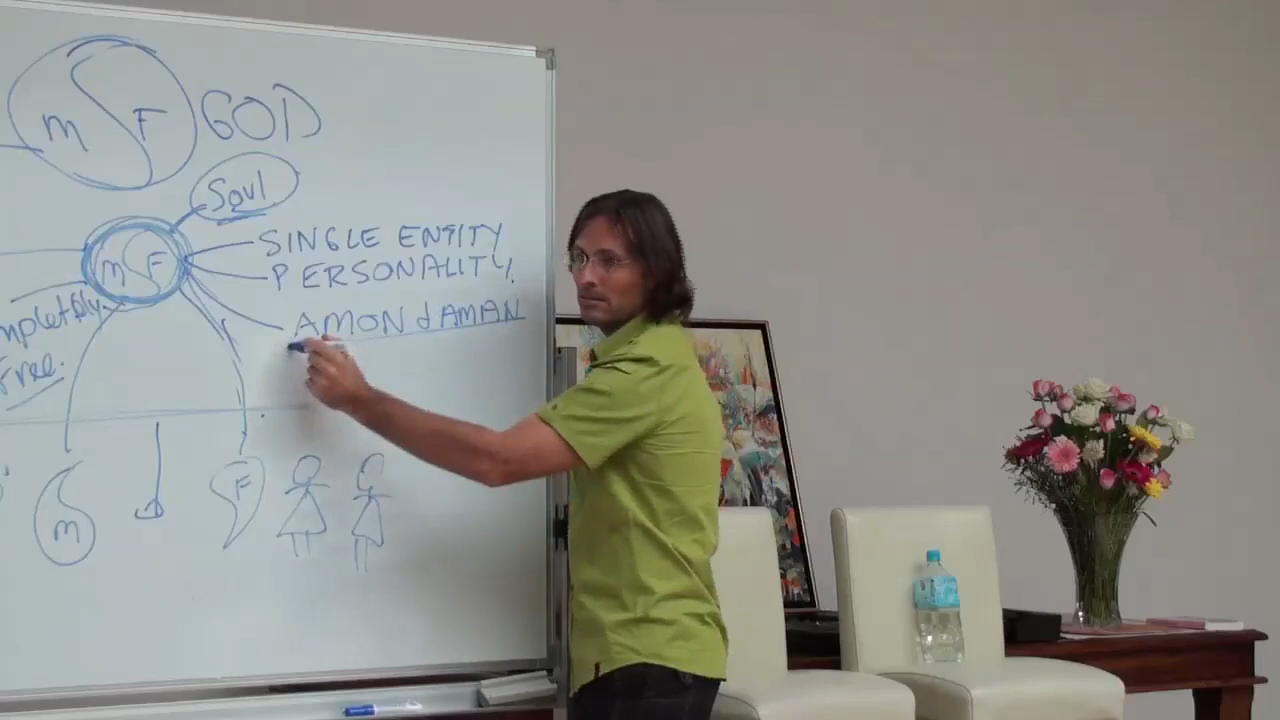 M F GOD
Soul
SINGLE ENTITY
M F
PERSONALITY
AMON & AMAN
Free.
M
F